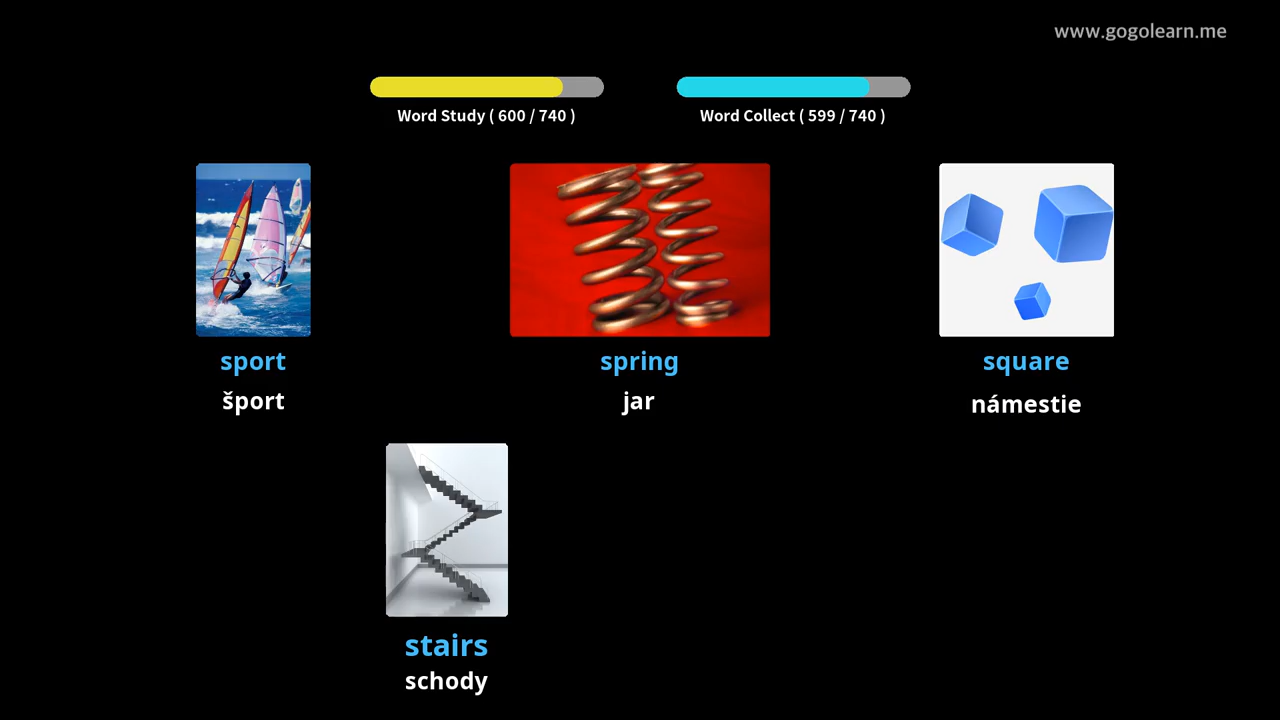 www.gogolearn.me
Word Study ( 600 / 740 )
Word Collect ( 599 / 740 )
sport
spring
square
šport
jar
námestie
stairs
schody